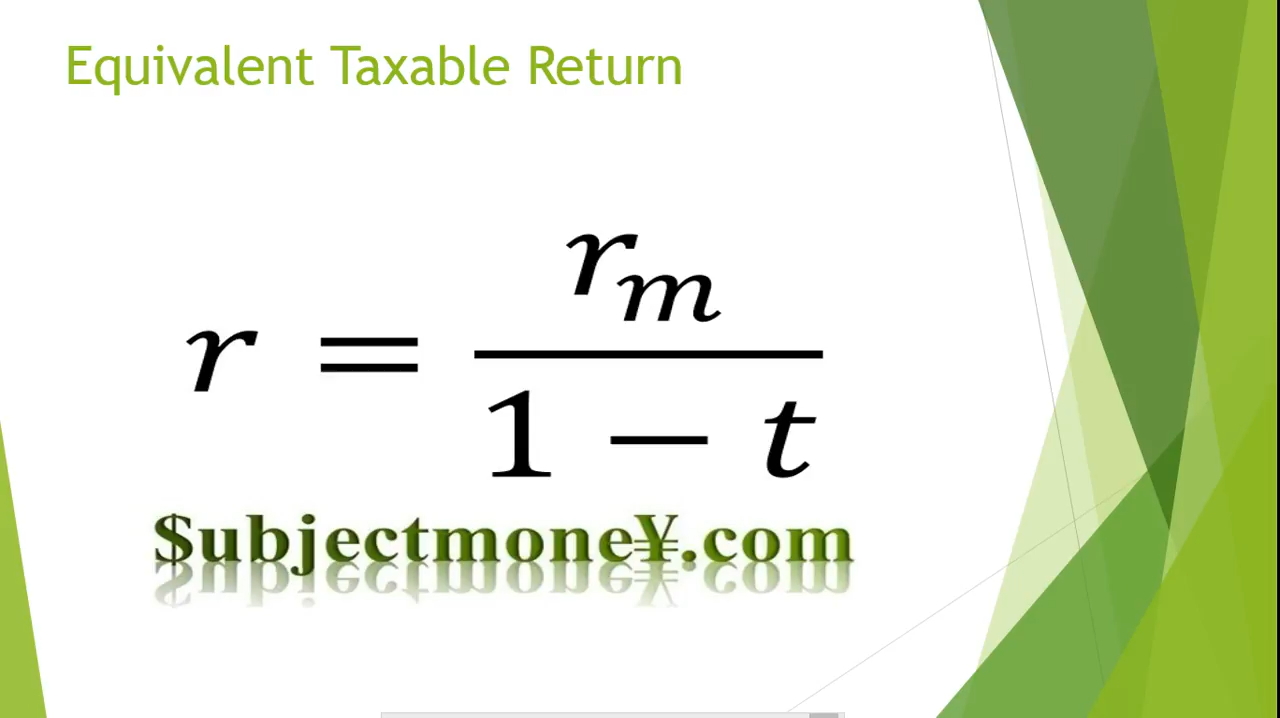 Equivalent Taxable Return
r = r_m / (1 − t)
$ubjectmone¥.com